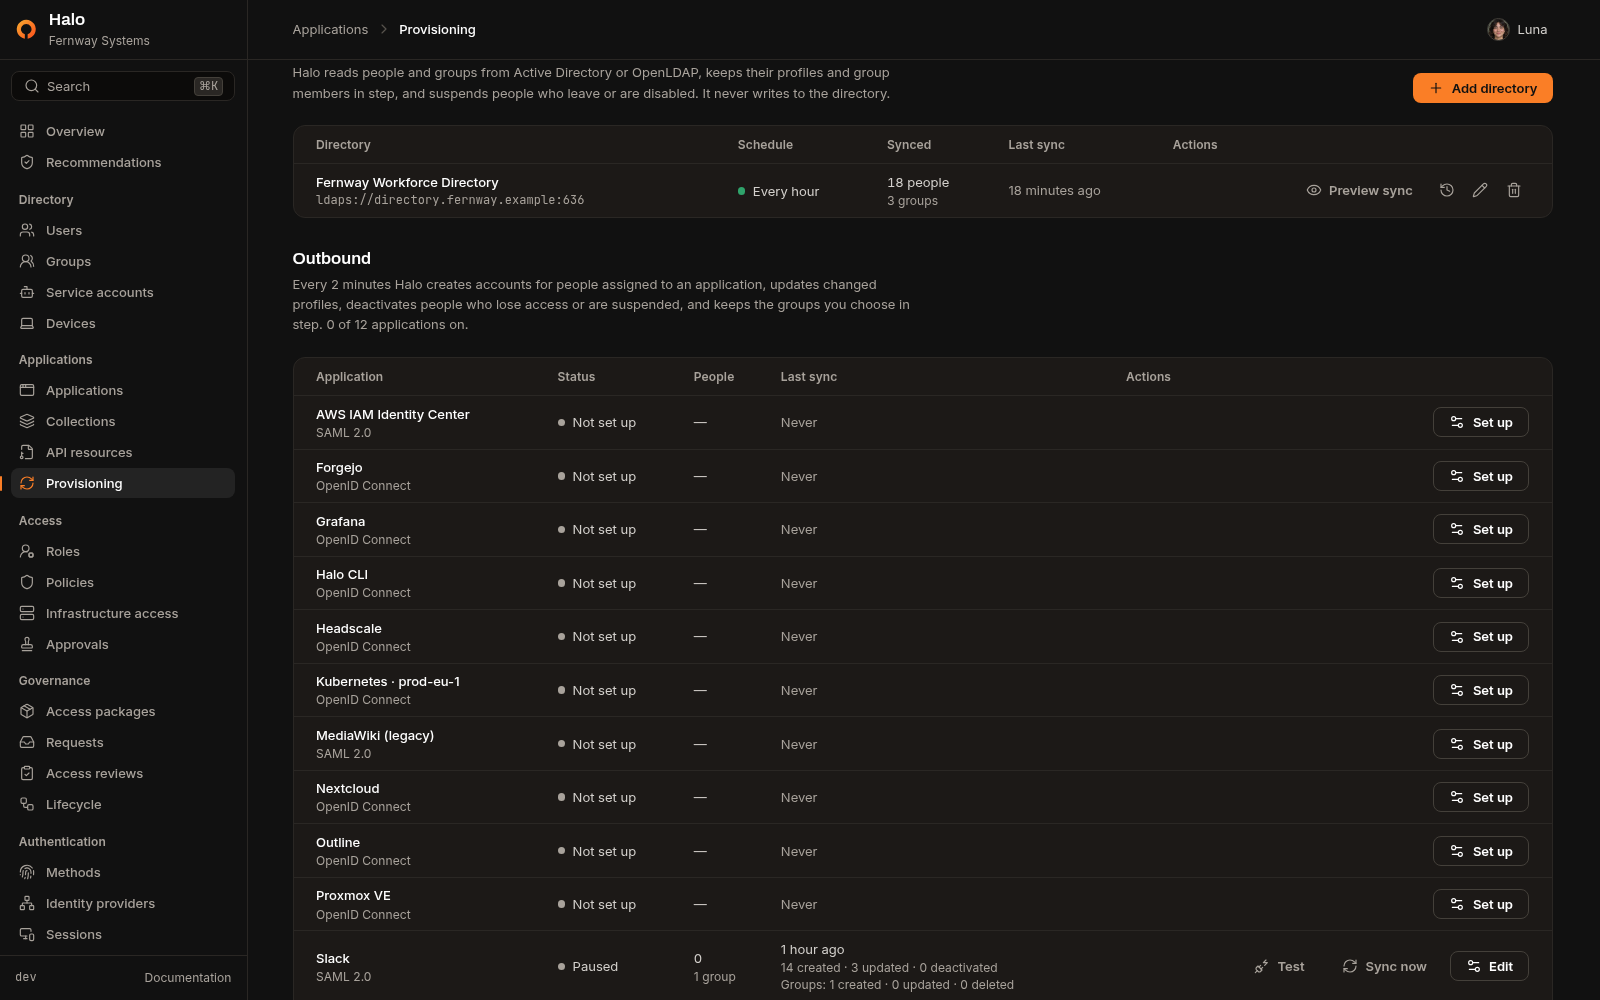 Halo
Fernway Systems
Search
⌘K
Overview
Recommendations
Directory
Users
Groups
Service accounts
Devices
Applications
Applications
Collections
API resources
Provisioning
Access
Roles
Policies
Infrastructure access
Approvals
Governance
Access packages
Requests
Access reviews
Lifecycle
Authentication
Methods
Identity providers
Sessions
dev
Documentation
Applications
Provisioning
Luna
Halo reads people and groups from Active Directory or OpenLDAP, keeps their profiles and group
members in step, and suspends people who leave or are disabled. It never writes to the directory.
Add directory
Directory Schedule Synced Last sync Actions
Fernway Workforce Directory
ldaps://directory.fernway.example:636
Every hour
18 people
3 groups
18 minutes ago
Preview sync
Outbound
Every 2 minutes Halo creates accounts for people assigned to an application, updates changed
profiles, deactivates people who lose access or are suspended, and keeps the groups you choose in
step. 0 of 12 applications on.
Application Status People Last sync Actions
AWS IAM Identity Center
SAML 2.0
Not set up — Never Set up
Forgejo
OpenID Connect
Not set up — Never Set up
Grafana
OpenID Connect
Not set up — Never Set up
Halo CLI
OpenID Connect
Not set up — Never Set up
Headscale
OpenID Connect
Not set up — Never Set up
Kubernetes · prod-eu-1
OpenID Connect
Not set up — Never Set up
MediaWiki (legacy)
SAML 2.0
Not set up — Never Set up
Nextcloud
OpenID Connect
Not set up — Never Set up
Outline
OpenID Connect
Not set up — Never Set up
Proxmox VE
OpenID Connect
Not set up — Never Set up
Slack
SAML 2.0
Paused
0
1 group
1 hour ago
14 created · 3 updated · 0 deactivated
Groups: 1 created · 0 updated · 0 deleted
Test
Sync now
Edit